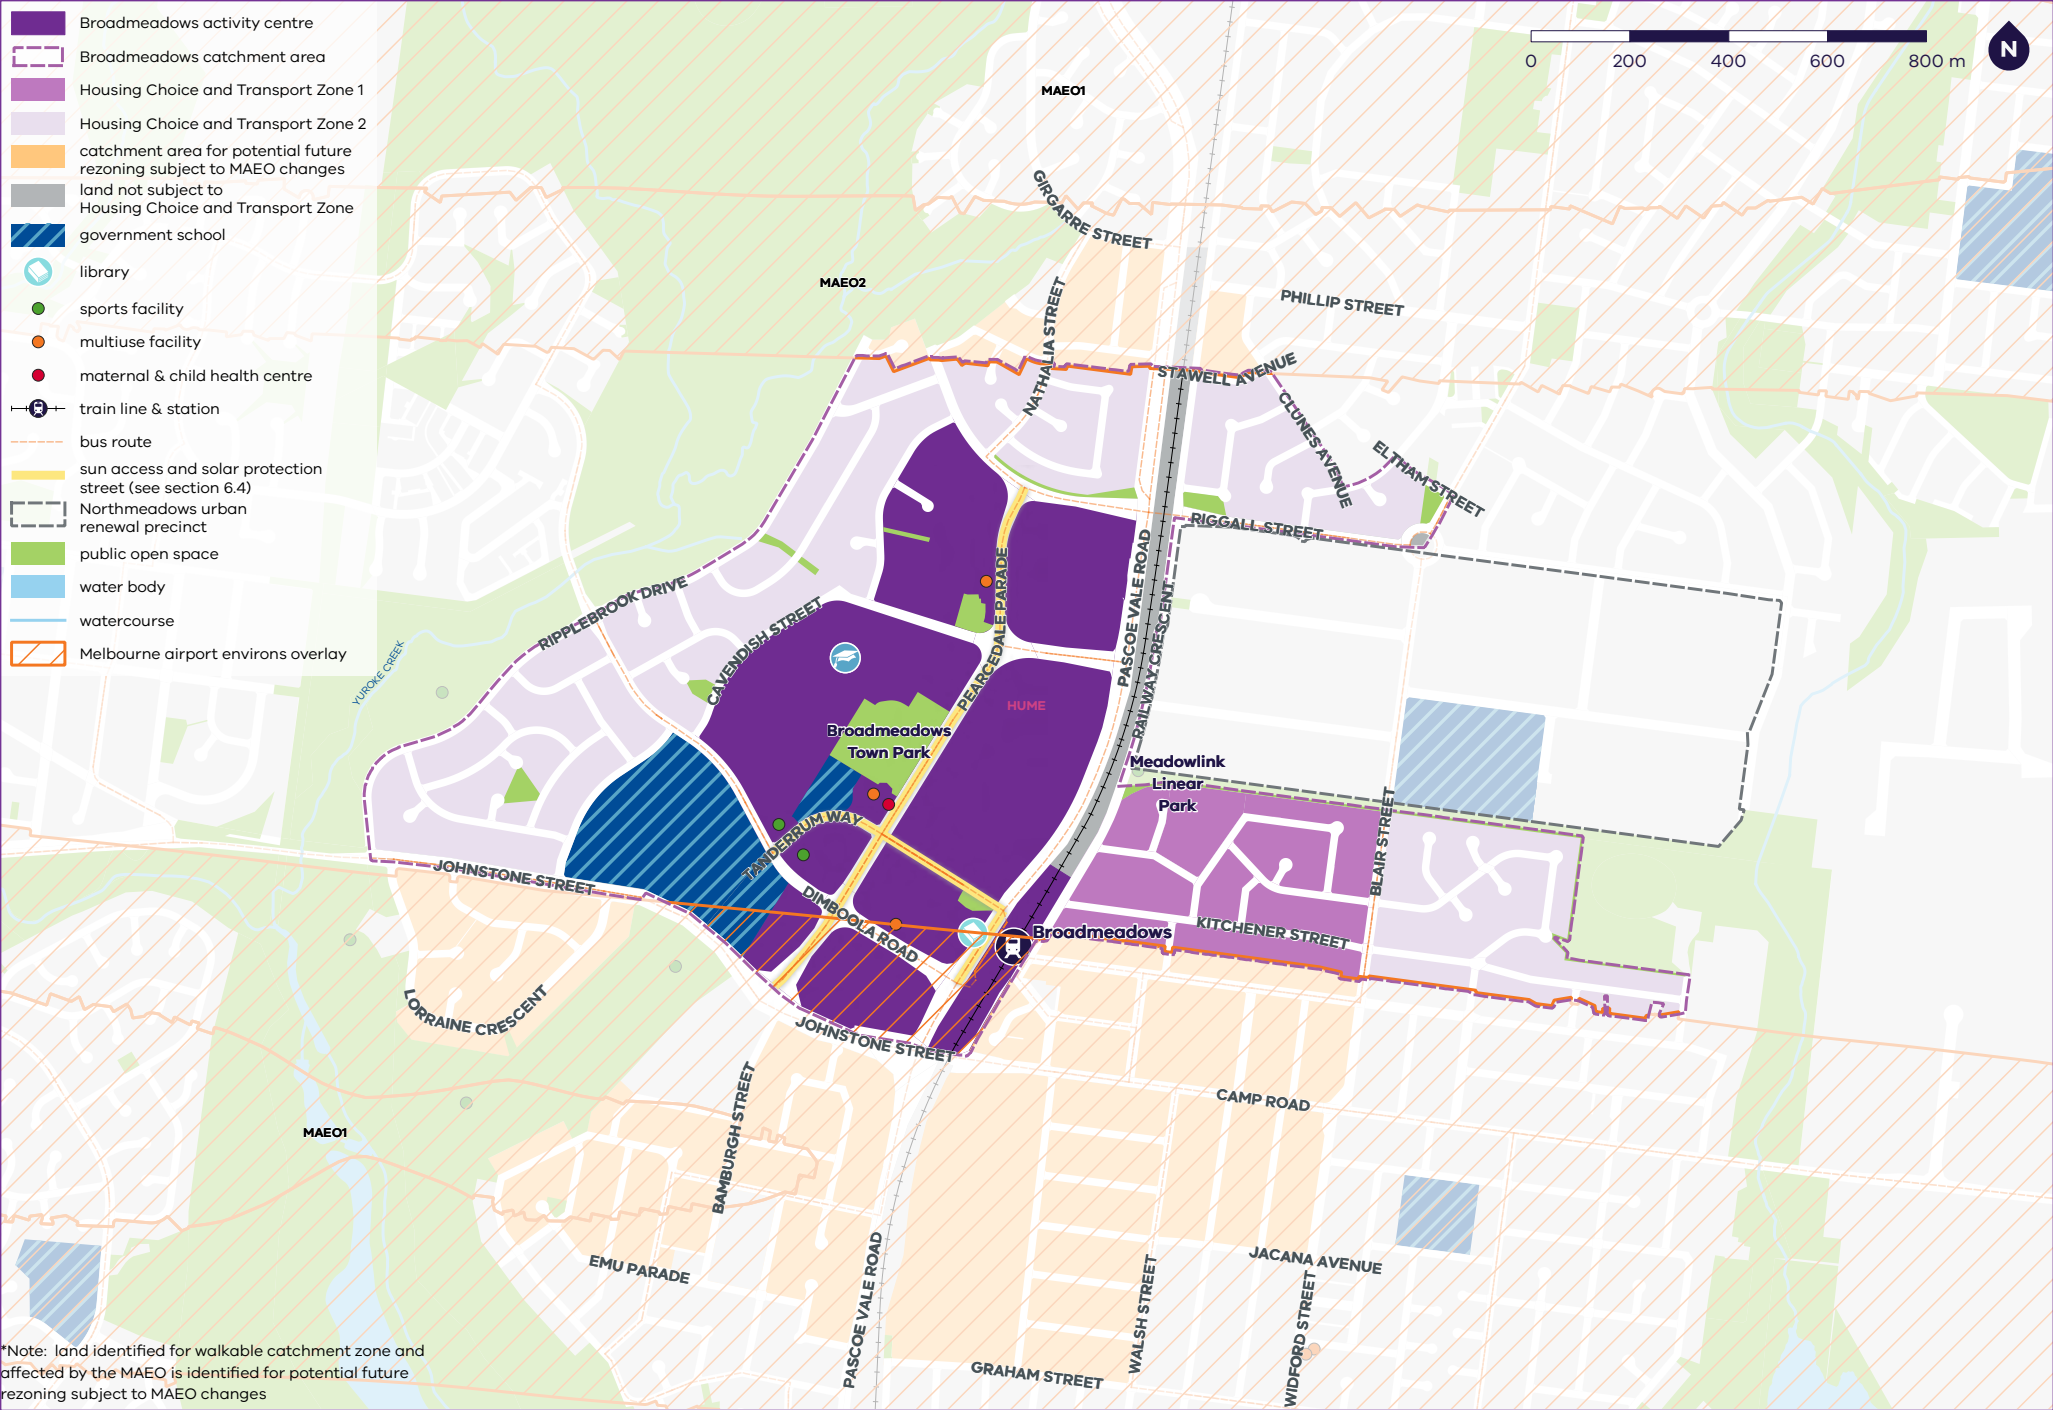 Broadmeadows activity centre
Broadmeadows catchment area
Housing Choice and Transport Zone 1
Housing Choice and Transport Zone 2
catchment area for potential future
rezoning subject to MAEO changes
land not subject to
Housing Choice and Transport Zone
government school
library
sports facility
multiuse facility
maternal & child health centre
train line & station
bus route
sun access and solar protection
street (see section 6.4)
Northmeadows urban
renewal precinct
public open space
water body
watercourse
Melbourne airport environs overlay
0 200 400 600 800 m
N
MAEO1
GIRGARRE STREET
MAEO2
NATHALIA STREET
PHILLIP STREET
STAWELL AVENUE
CLUNES AVENUE
ELTHAM STREET
RIGGALL STREET
PASCOE VALE ROAD
RAILWAY CRESCENT
PEARCEDALE PARADE
RIPPLEBROOK DRIVE
CAVENDISH STREET
YUROKE CREEK
HUME
Broadmeadows
Town Park
Meadowlink
Linear
Park
TANDERRUM WAY
BLAIR STREET
JOHNSTONE STREET
DIMBOOLA ROAD
KITCHENER STREET
Broadmeadows
LORRAINE CRESCENT
JOHNSTONE STREET
CAMP ROAD
BAMBURGH STREET
MAEO1
EMU PARADE
PASCOE VALE ROAD
WALSH STREET
JACANA AVENUE
WIDFORD STREET
GRAHAM STREET
*Note: land identified for walkable catchment zone and
affected by the MAEO is identified for potential future
rezoning subject to MAEO changes